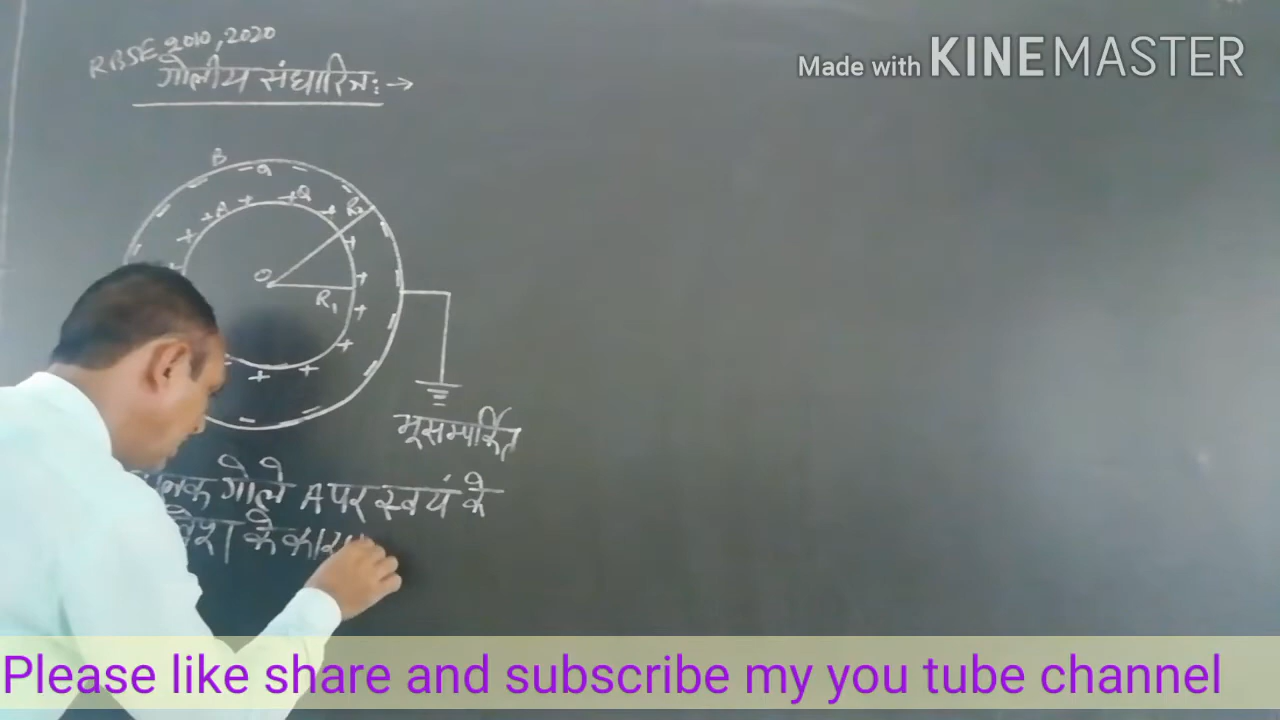 RBSE 2010, 2020
गोलीय संधारित्र :→
Made with KINEMASTER
B
Q
A
Q
R₂
O
R₁
भूसम्पर्कित
गोले A पर स्वयं के
के कारण
Please like share and subscribe my you tube channel